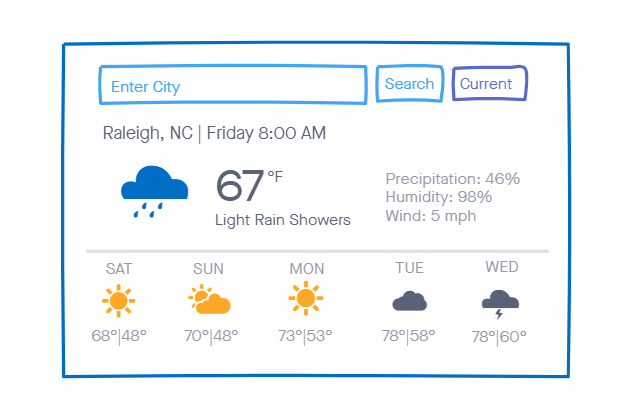 Enter City Search Current
Raleigh, NC | Friday 8:00 AM
67 °F
Light Rain Showers
Precipitation: 46%
Humidity: 98%
Wind: 5 mph
SAT SUN MON TUE WED
68°|48° 70°|48° 73°|53° 78°|58° 78°|60°